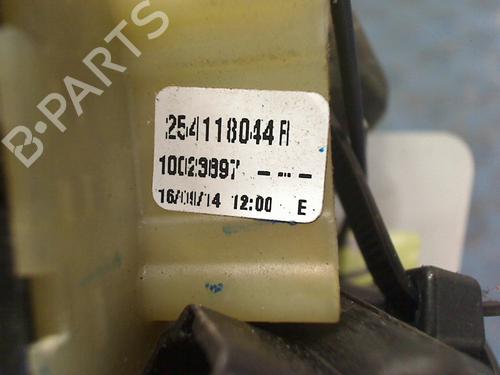 B-PARTS
254118044R
10023897 - -- -
16/09/14 12:00 E